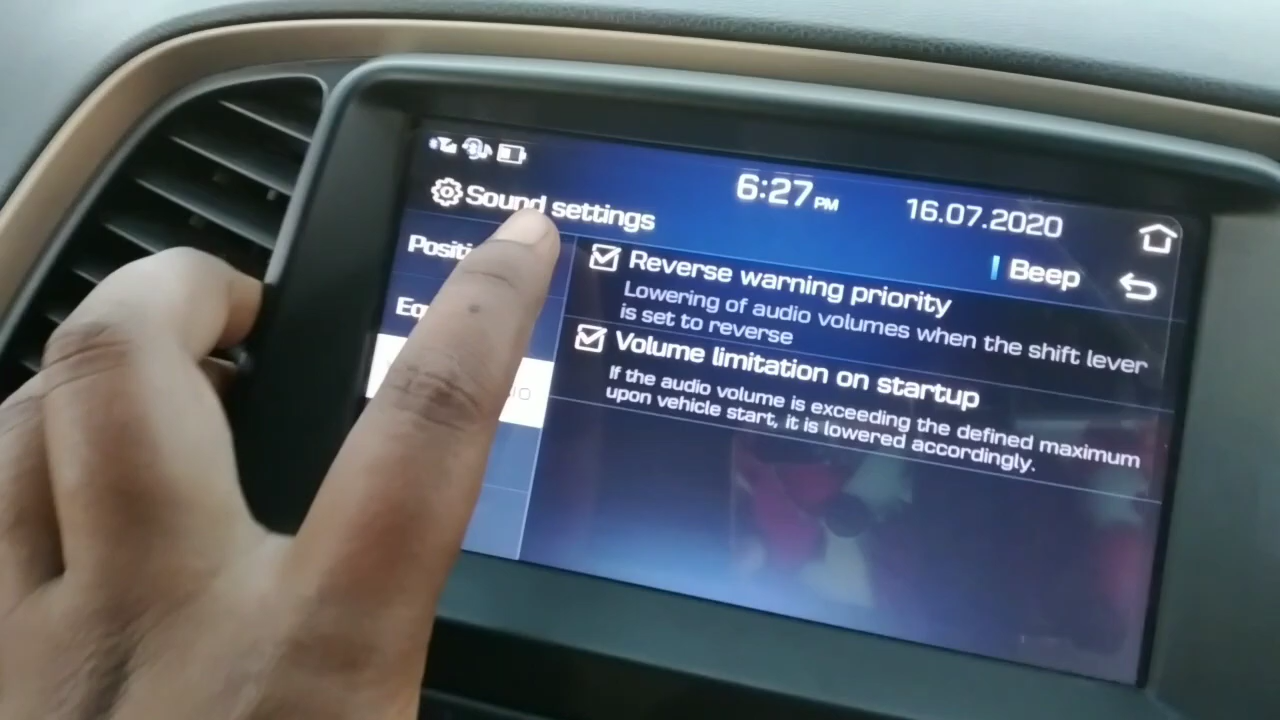 6:27 PM
16.07.2020
Sound settings
Beep
Reverse warning priority
Lowering of audio volumes when the shift lever
is set to reverse
Volume limitation on startup
If the audio volume is exceeding the defined maximum
upon vehicle start, it is lowered accordingly.